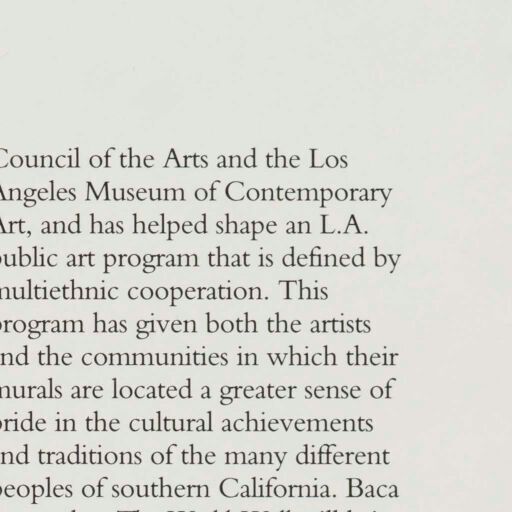 Council of the Arts and the Los
Angeles Museum of Contemporary
Art, and has helped shape an L.A.
public art program that is defined by
multiethnic cooperation. This
program has given both the artists
and the communities in which their
murals are located a greater sense of
pride in the cultural achievements
and traditions of the many different
peoples of southern California. Baca